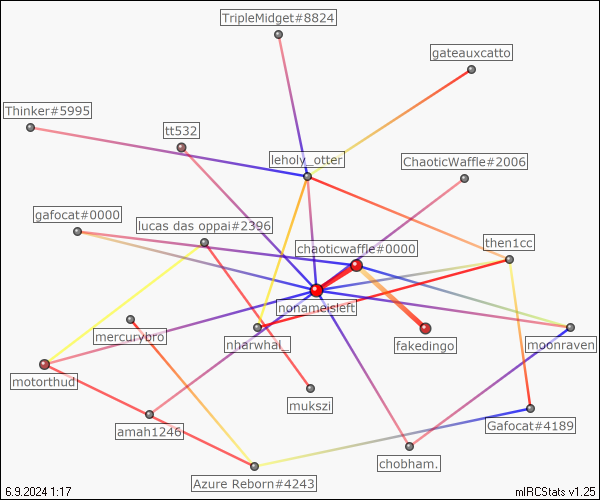 TripleMidget#8824
gateauxcatto
Thinker#5995
tt532
leholy_otter
ChaoticWaffle#2006
gafocat#0000
lucas das oppai#2396
chaoticwaffle#0000
then1cc
nonameisleft
mercurybro
nharwhal_
fakedingo
moonraven
motorthud
mukszi
amah1246
Gafocat#4189
chobham.
Azure Reborn#4243
6.9.2024 1:17
mIRCStats v1.25